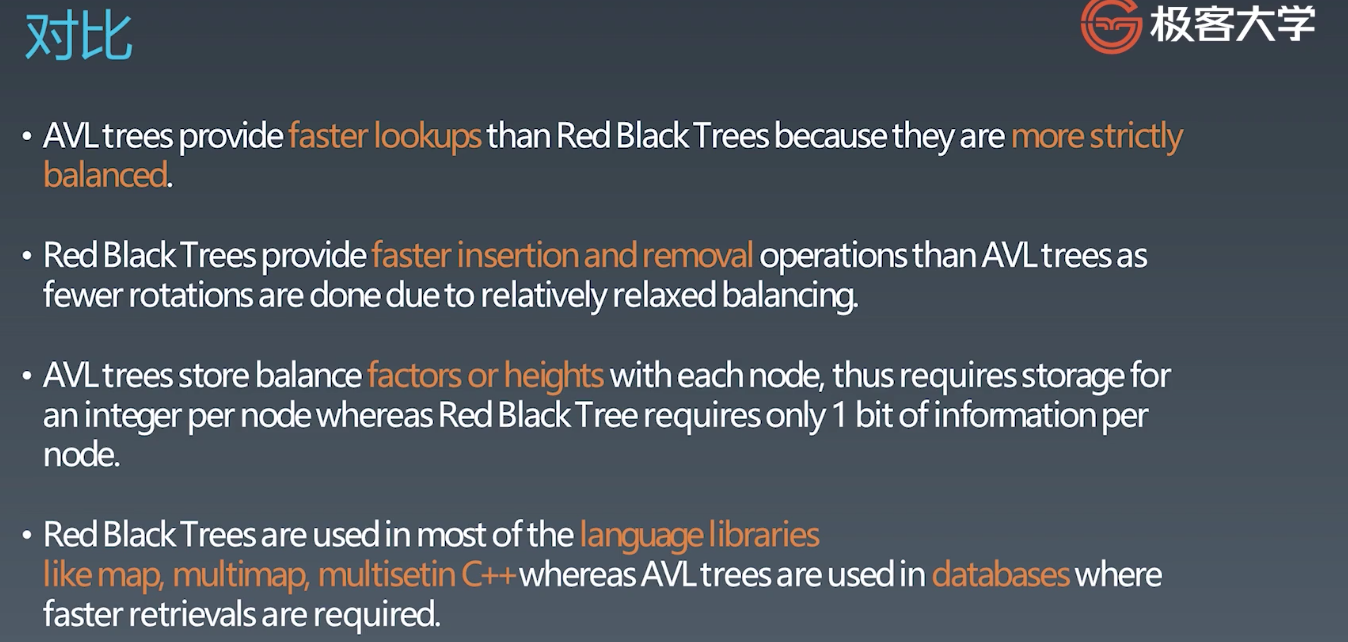 对比
极客大学
• AVL trees provide faster lookups than Red Black Trees because they are more strictly
balanced.
• Red Black Trees provide faster insertion and removal operations than AVL trees as
fewer rotations are done due to relatively relaxed balancing.
• AVL trees store balance factors or heights with each node, thus requires storage for
an integer per node whereas Red Black Tree requires only 1 bit of information per
node.
• Red Black Trees are used in most of the language libraries
like map, multimap, multisetin C++ whereas AVL trees are used in databases where
faster retrievals are required.